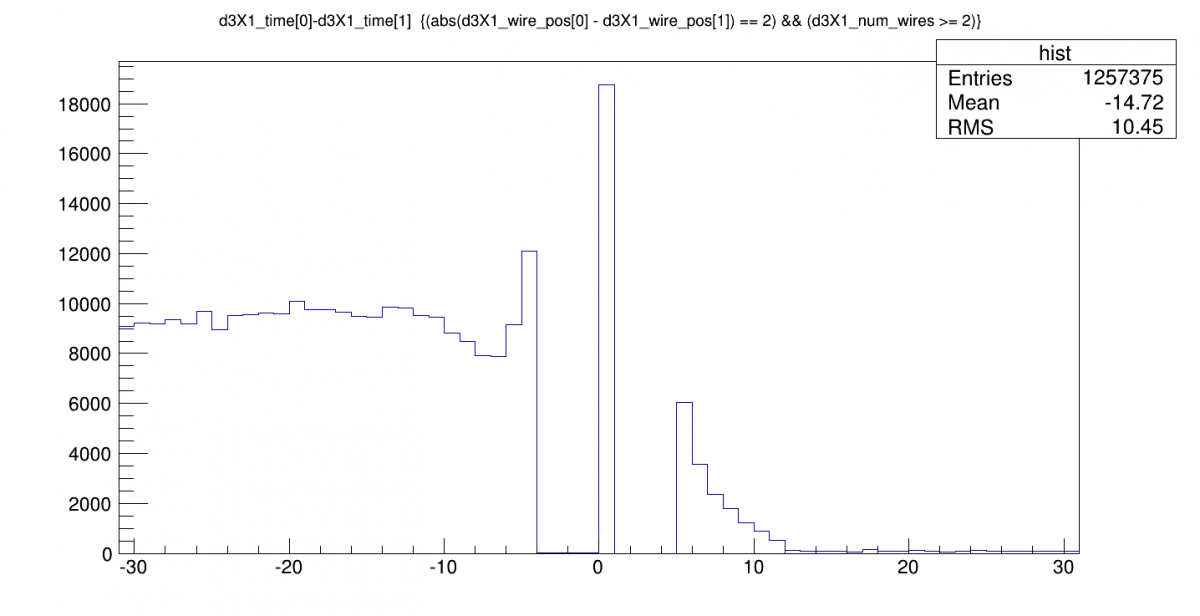 d3X1_time[0]-d3X1_time[1] {(abs(d3X1_wire_pos[0] - d3X1_wire_pos[1]) == 2) && (d3X1_num_wires >= 2)}
hist
Entries 1257375
Mean -14.72
RMS 10.45
18000
16000
14000
12000
10000
8000
6000
4000
2000
0
-30 -20 -10 0 10 20 30